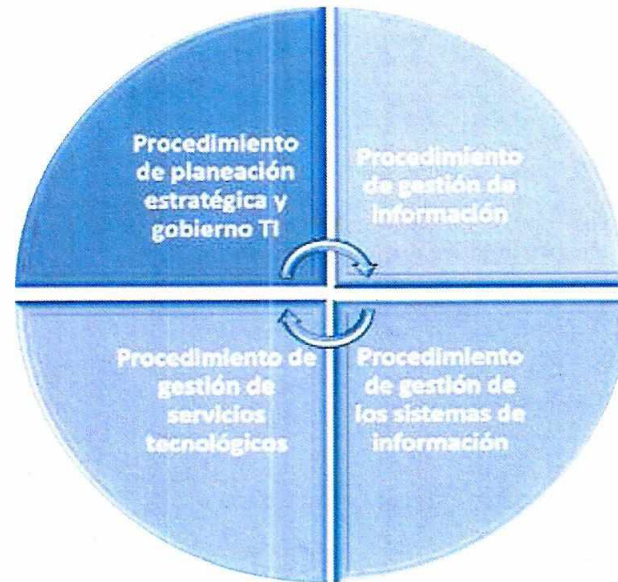 Procedimiento
de planeación
estratégica y
gobierno TI
Procedimiento
de gestión de
información
Procedimiento de
gestión de
servicios
tecnológicos
Procedimiento
de gestión de
los sistemas de
información